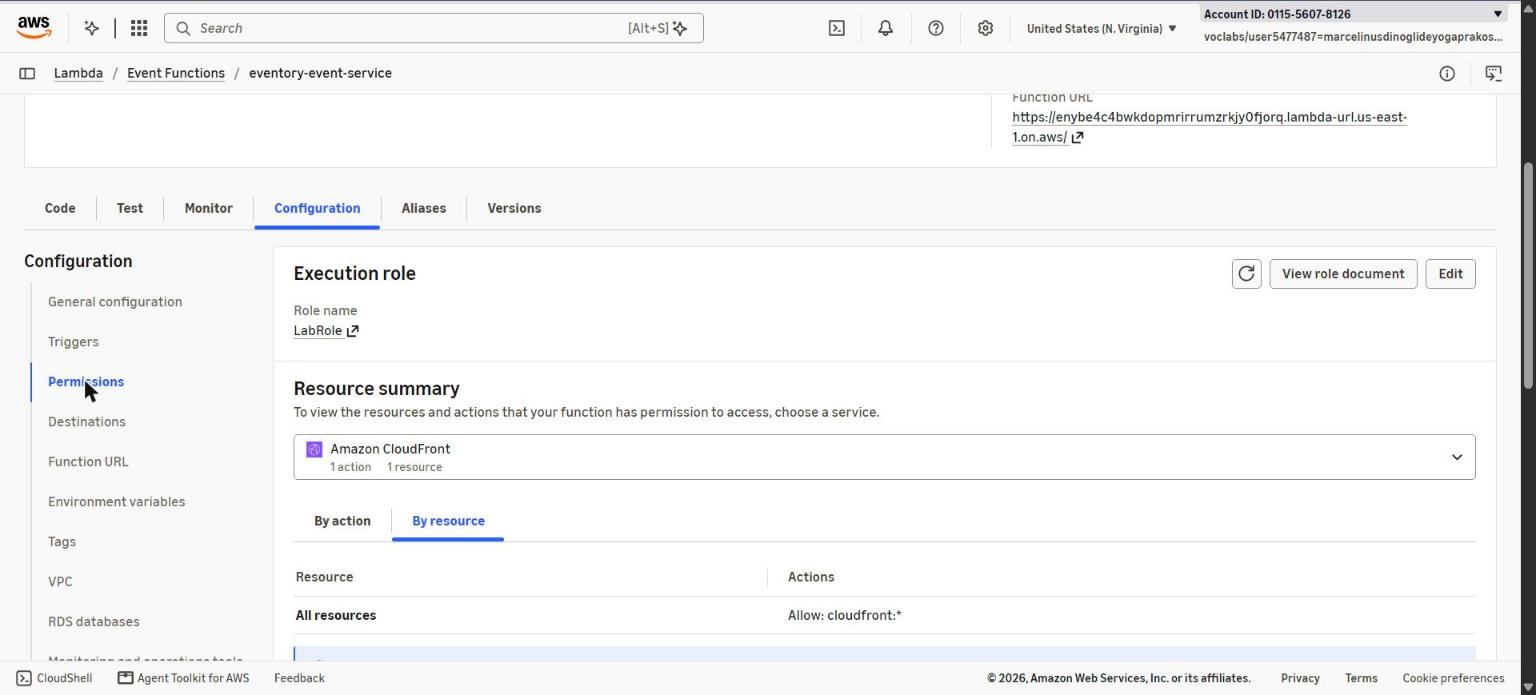 aws
Search
[Alt+S]
United States (N. Virginia)
Account ID: 0115-5607-8126
voclabs/user5477487=marcelinusdinoglideyogaprakos...
Lambda / Event Functions / eventory-event-service
Function URL
https://enybe4c4bwkdopmrirrumzrkjy0fjorq.lambda-url.us-east-
1.on.aws/
Code
Test
Monitor
Configuration
Aliases
Versions
Configuration
General configuration
Triggers
Permissions
Destinations
Function URL
Environment variables
Tags
VPC
RDS databases
Monitoring and operations tools
Execution role
View role document
Edit
Role name
LabRole
Resource summary
To view the resources and actions that your function has permission to access, choose a service.
Amazon CloudFront
1 action 1 resource
By action
By resource
Resource
Actions
All resources
Allow: cloudfront:*
CloudShell
Agent Toolkit for AWS
Feedback
© 2026, Amazon Web Services, Inc. or its affiliates.
Privacy
Terms
Cookie preferences